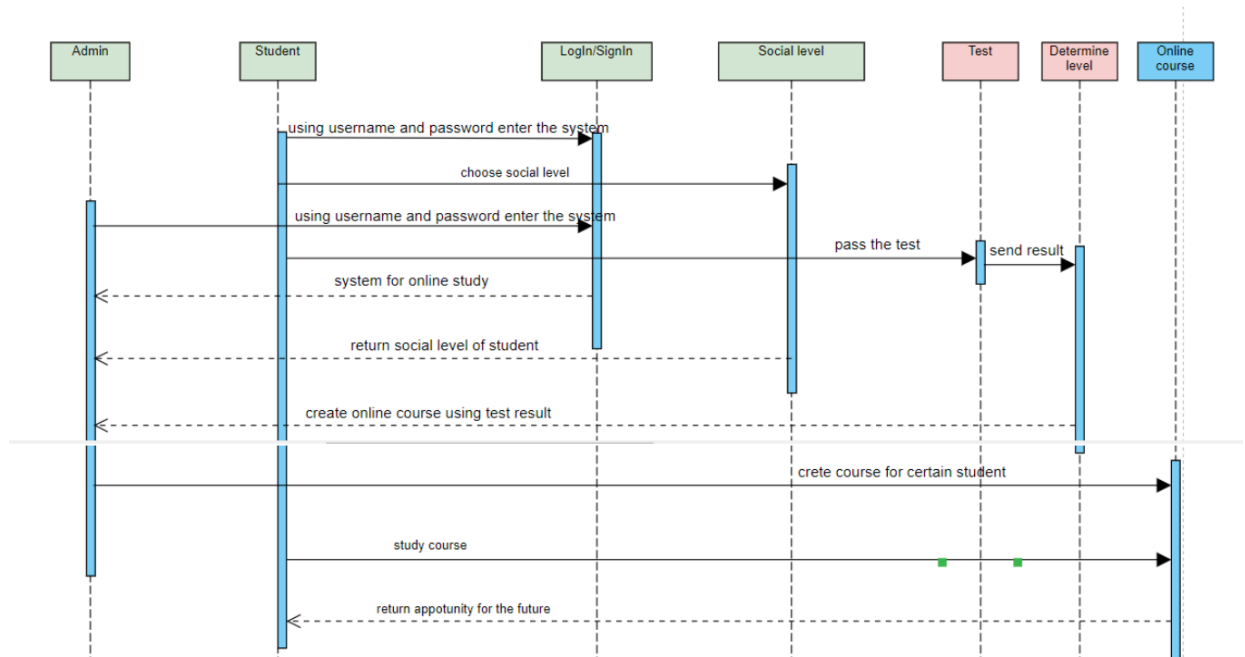 Admin
Student
LogIn/SignIn
Social level
Test
Determine
level
Online
course
using username and password enter the system
choose social level
using username and password enter the system
pass the test
send result
system for online study
return social level of student
create online course using test result
crete course for certain student
study course
return appotunity for the future